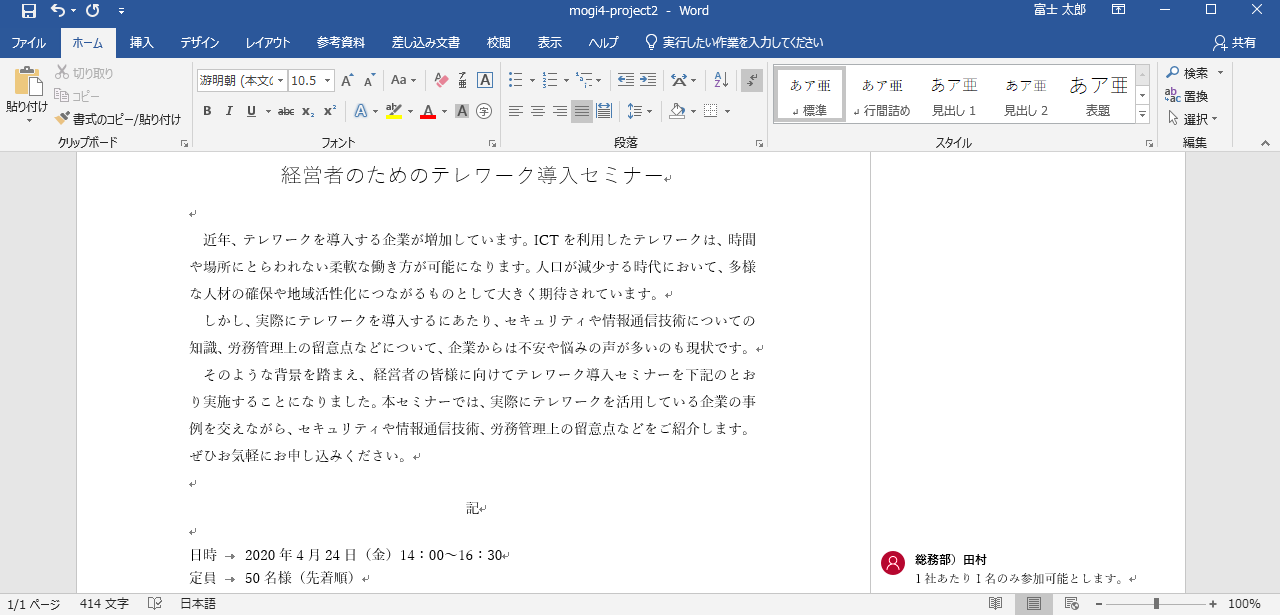 mogi4-project2 - Word
富士 太郎
ファイル ホーム 挿入 デザイン レイアウト 参考資料 差し込み文書 校閲 表示 ヘルプ 実行したい作業を入力してください 共有
貼り付け
切り取り
コピー
書式のコピー/貼り付け
クリップボード
游明朝 (本文の 10.5
A A Aa
B I U abc x₂ x²
フォント
段落
あア亜 あア亜 あア亜 あア亜 あア亜
標準 行間詰め 見出し 1 見出し 2 表題
スタイル
検索
置換
選択
編集
経営者のためのテレワーク導入セミナー
近年、テレワークを導入する企業が増加しています。ICT を利用したテレワークは、時間
や場所にとらわれない柔軟な働き方が可能になります。人口が減少する時代において、多様
な人材の確保や地域活性化につながるものとして大きく期待されています。
しかし、実際にテレワークを導入するにあたり、セキュリティや情報通信技術についての
知識、労務管理上の留意点などについて、企業からは不安や悩みの声が多いのも現状です。
そのような背景を踏まえ、経営者の皆様に向けてテレワーク導入セミナーを下記のとお
り実施することになりました。本セミナーでは、実際にテレワークを活用している企業の事
例を交えながら、セキュリティや情報通信技術、労務管理上の留意点などをご紹介します。
ぜひお気軽にお申し込みください。
記
日時 → 2020 年 4 月 24 日（金）14：00～16：30
定員 → 50 名様（先着順）
総務部）田村
1 社あたり 1 名のみ参加可能とします。
1/1 ページ 414 文字 日本語 100%